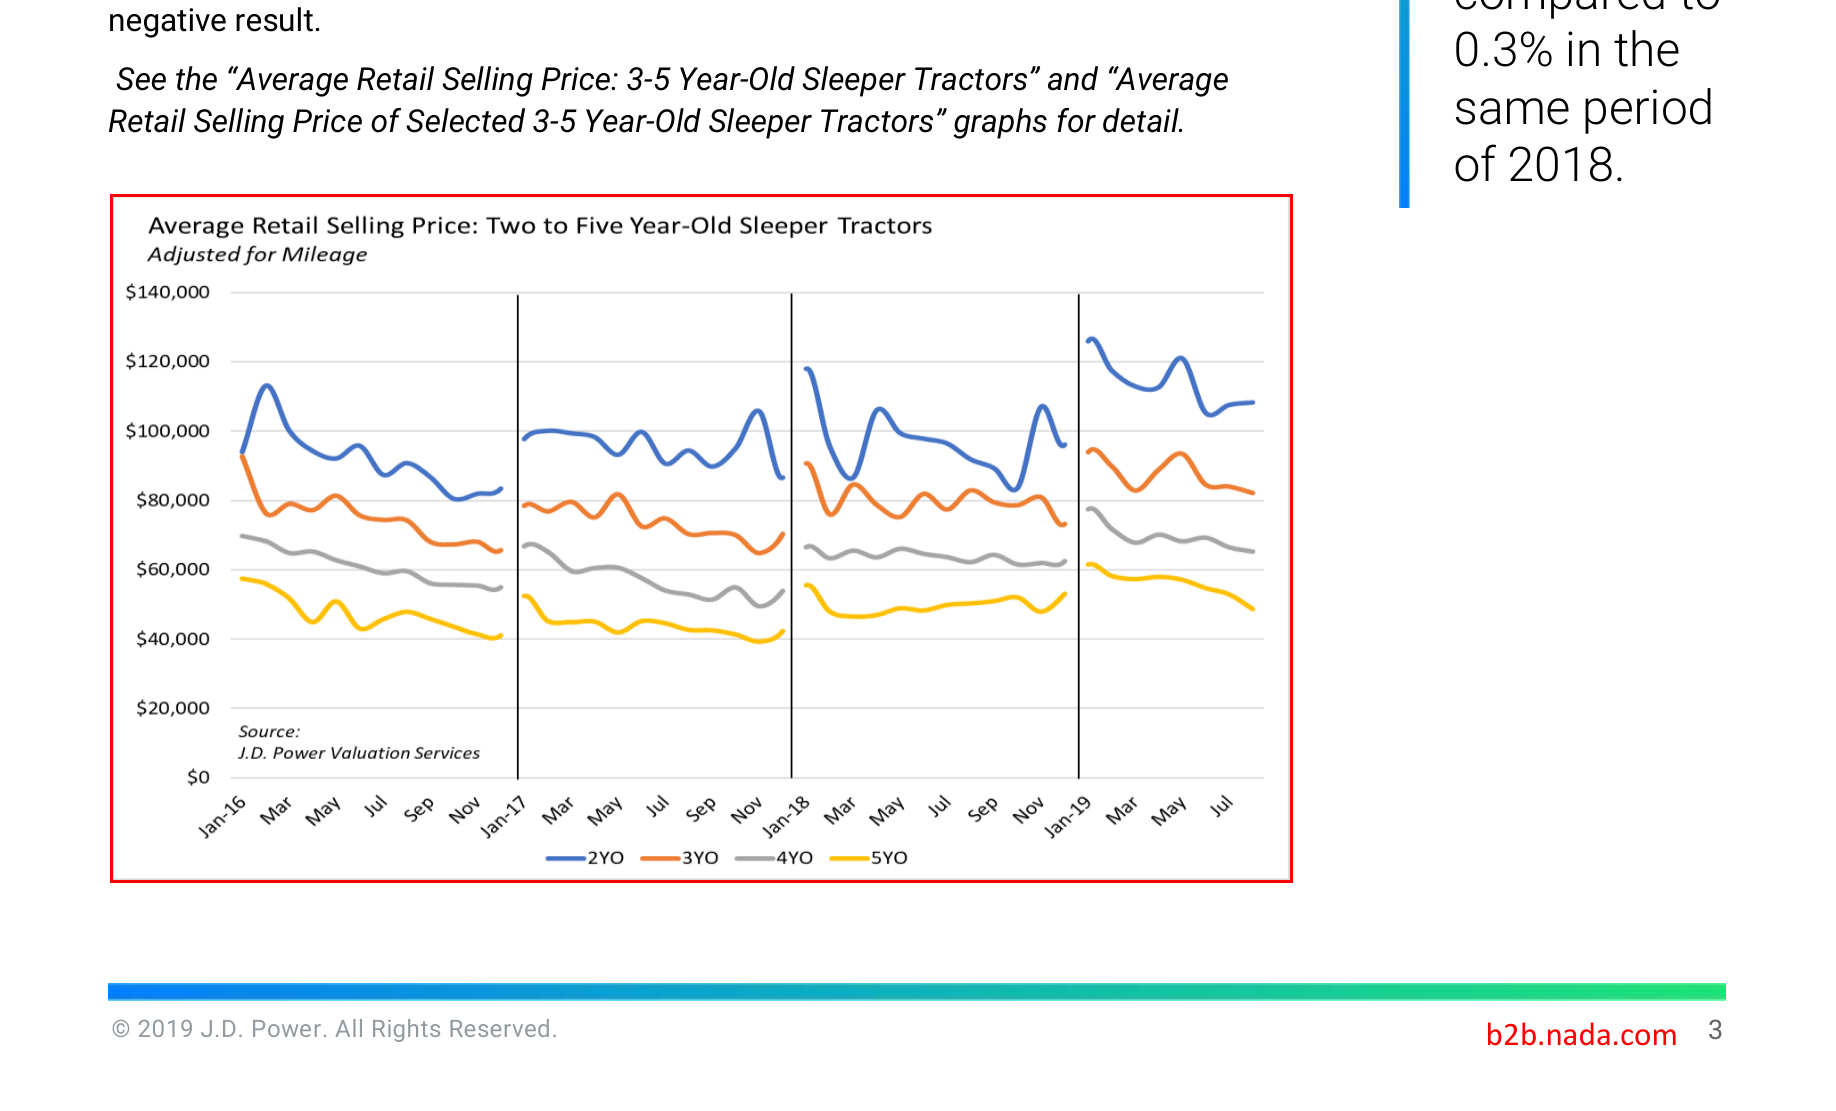 negative result.
See the “Average Retail Selling Price: 3-5 Year-Old Sleeper Tractors” and “Average
Retail Selling Price of Selected 3-5 Year-Old Sleeper Tractors” graphs for detail.
compared to
0.3% in the
same period
of 2018.
Average Retail Selling Price: Two to Five Year-Old Sleeper Tractors
Adjusted for Mileage
$140,000
$120,000
$100,000
$80,000
$60,000
$40,000
$20,000
$0
Source:
J.D. Power Valuation Services
Jan-16 Mar May Jul Sep Nov Jan-17 Mar May Jul Sep Nov Jan-18 Mar May Jul Sep Nov Jan-19 Mar May Jul
2YO 3YO 4YO 5YO
© 2019 J.D. Power. All Rights Reserved.
b2b.nada.com 3